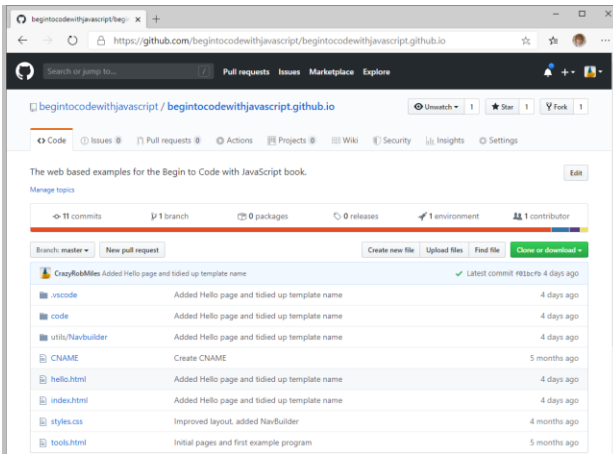 begintocodewithjavascript/begin
https://github.com/begintocodewithjavascript/begintocodewithjavascript.github.io
Search or jump to... / Pull requests Issues Marketplace Explore
begintocodewithjavascript / begintocodewithjavascript.github.io Unwatch 1 Star 1 Fork 1
Code Issues 0 Pull requests 0 Actions Projects 0 Wiki Security Insights Settings
The web based examples for the Begin to Code with JavaScript book. Edit
Manage topics
11 commits 1 branch 0 packages 0 releases 1 environment 1 contributor
Branch: master New pull request Create new file Upload files Find file Clone or download
CrazyRobMiles Added Hello page and tidied up template name Latest commit 4 days ago
.vscode Added Hello page and tidied up template name 4 days ago
code Added Hello page and tidied up template name 4 days ago
utils/Navbuilder Added Hello page and tidied up template name 4 days ago
CNAME Create CNAME 5 months ago
hello.html Added Hello page and tidied up template name 4 days ago
index.html Added Hello page and tidied up template name 4 days ago
styles.css Improved layout, added NavBuilder 4 months ago
tools.html Initial pages and first example program 5 months ago